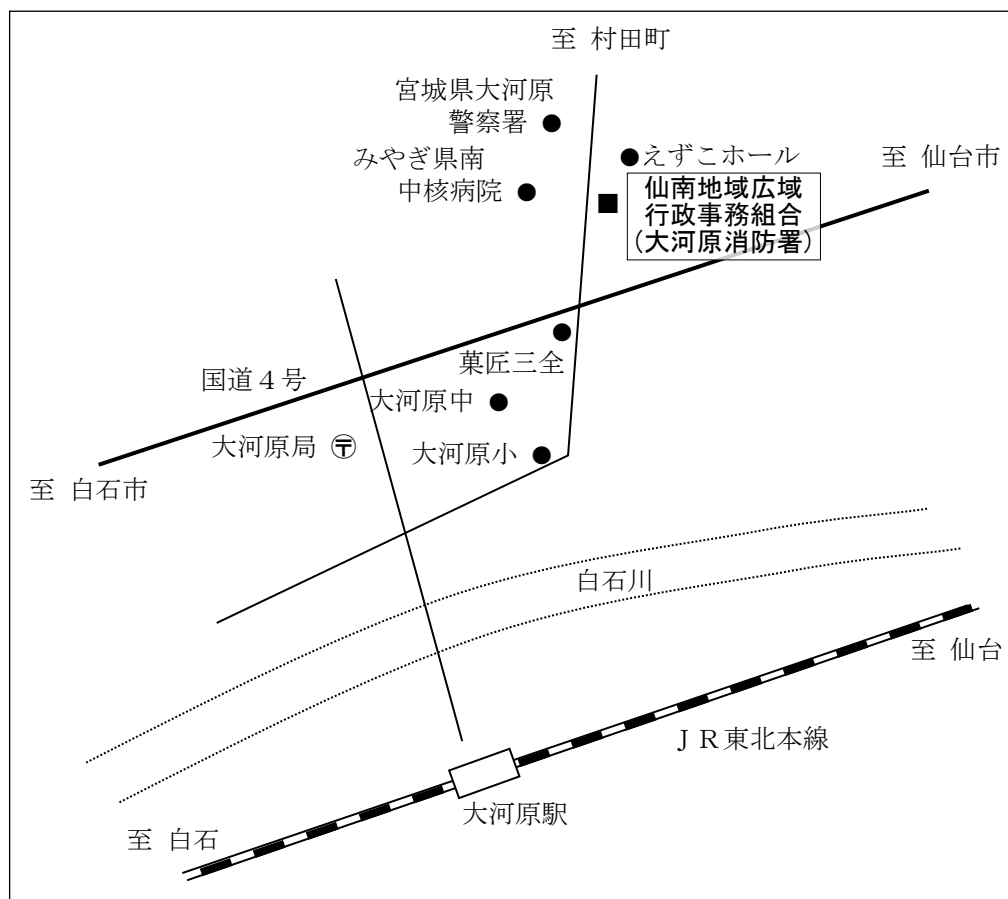 至 村田町
宮城県大河原
警察署
みやぎ県南
中核病院
えずこホール
至 仙台市
仙南地域広域
行政事務組合
(大河原消防署)
菓匠三全
国道４号
大河原中
大河原局 〶
大河原小
至 白石市
白石川
至 仙台
ＪＲ東北本線
大河原駅
至 白石